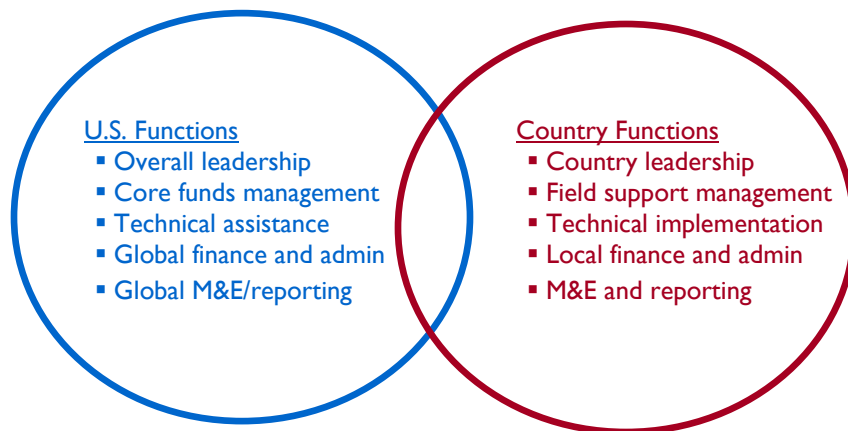 U.S. Functions
▪ Overall leadership
▪ Core funds management
▪ Technical assistance
▪ Global finance and admin
▪ Global M&E/reporting
Country Functions
▪ Country leadership
▪ Field support management
▪ Technical implementation
▪ Local finance and admin
▪ M&E and reporting